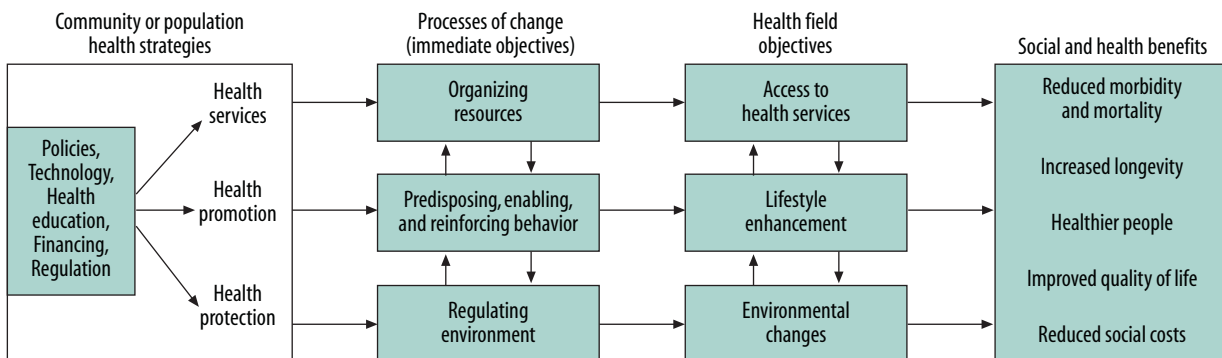 Community or population
health strategies
Processes of change
(immediate objectives)
Health field
objectives
Social and health benefits
Policies,
Technology,
Health
education,
Financing,
Regulation
Health
services
Health
promotion
Health
protection
Organizing
resources
Predisposing, enabling,
and reinforcing behavior
Regulating
environment
Access to
health services
Lifestyle
enhancement
Environmental
changes
Reduced morbidity
and mortality
Increased longevity
Healthier people
Improved quality of life
Reduced social costs